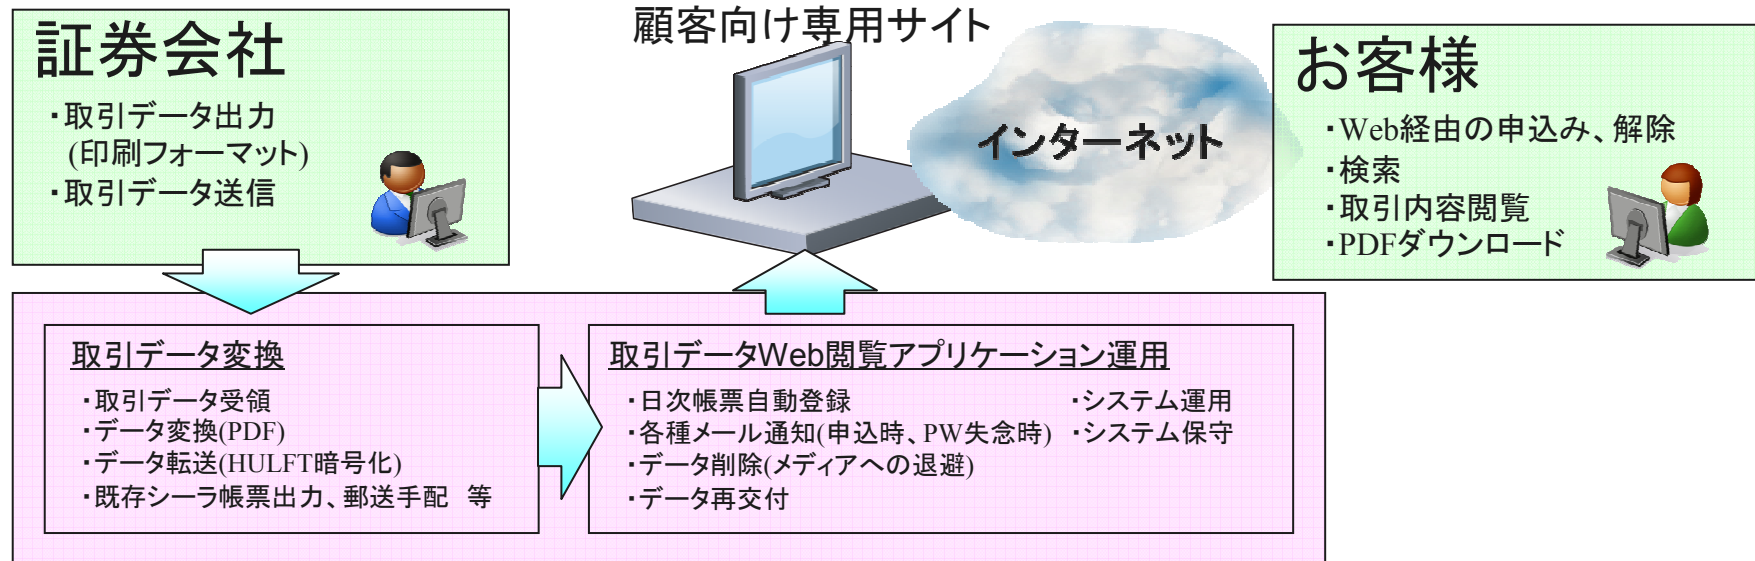 証券会社
・取引データ出力
(印刷フォーマット)
・取引データ送信
顧客向け専用サイト
インターネット
お客様
・Web経由の申込み、解除
・検索
・取引内容閲覧
・PDFダウンロード
取引データ変換
・取引データ受領
・データ変換(PDF)
・データ転送(HULFT暗号化)
・既存シーラ帳票出力、郵送手配　等
取引データWeb閲覧アプリケーション運用
・日次帳票自動登録
・各種メール通知(申込時、PW失念時)
・データ削除(メディアへの退避)
・データ再交付
・システム運用
・システム保守